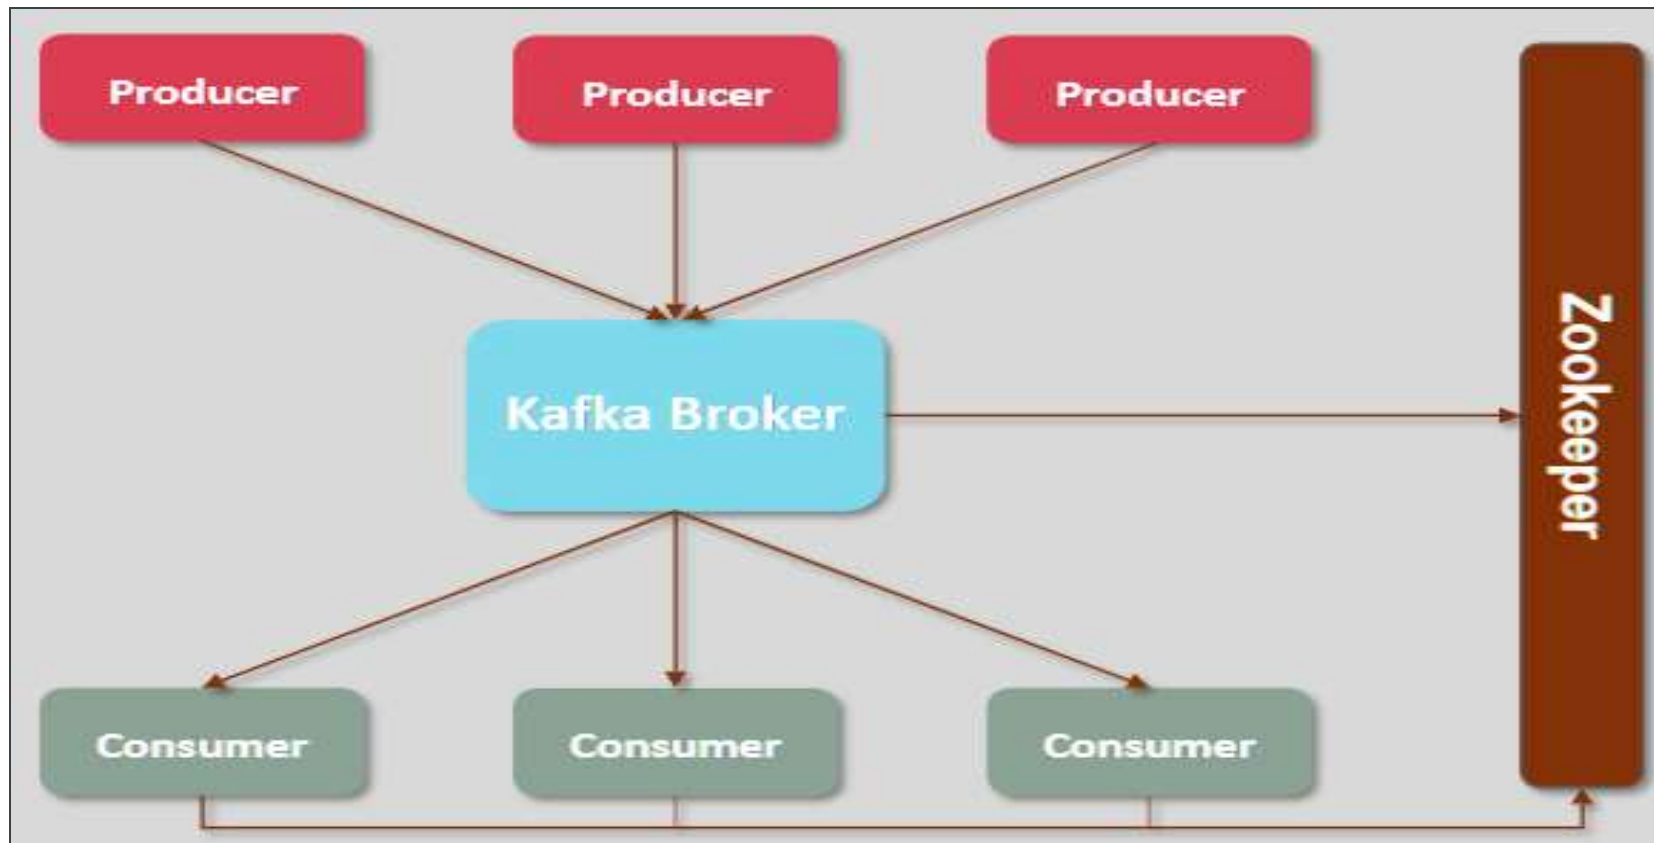 Producer
Producer
Producer
Zookeeper
Kafka Broker
Consumer
Consumer
Consumer